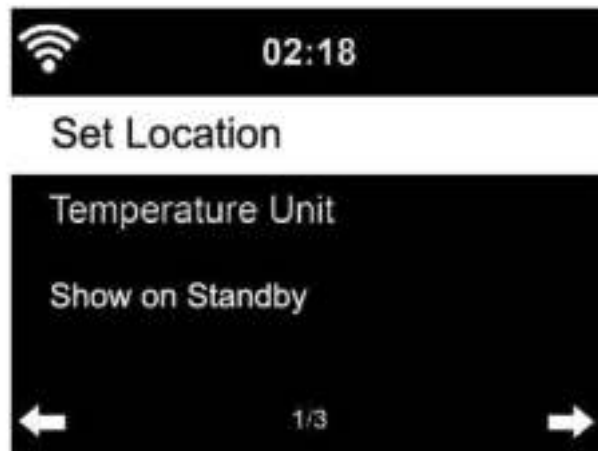 02:18
Set Location
Temperature Unit
Show on Standby
1/3